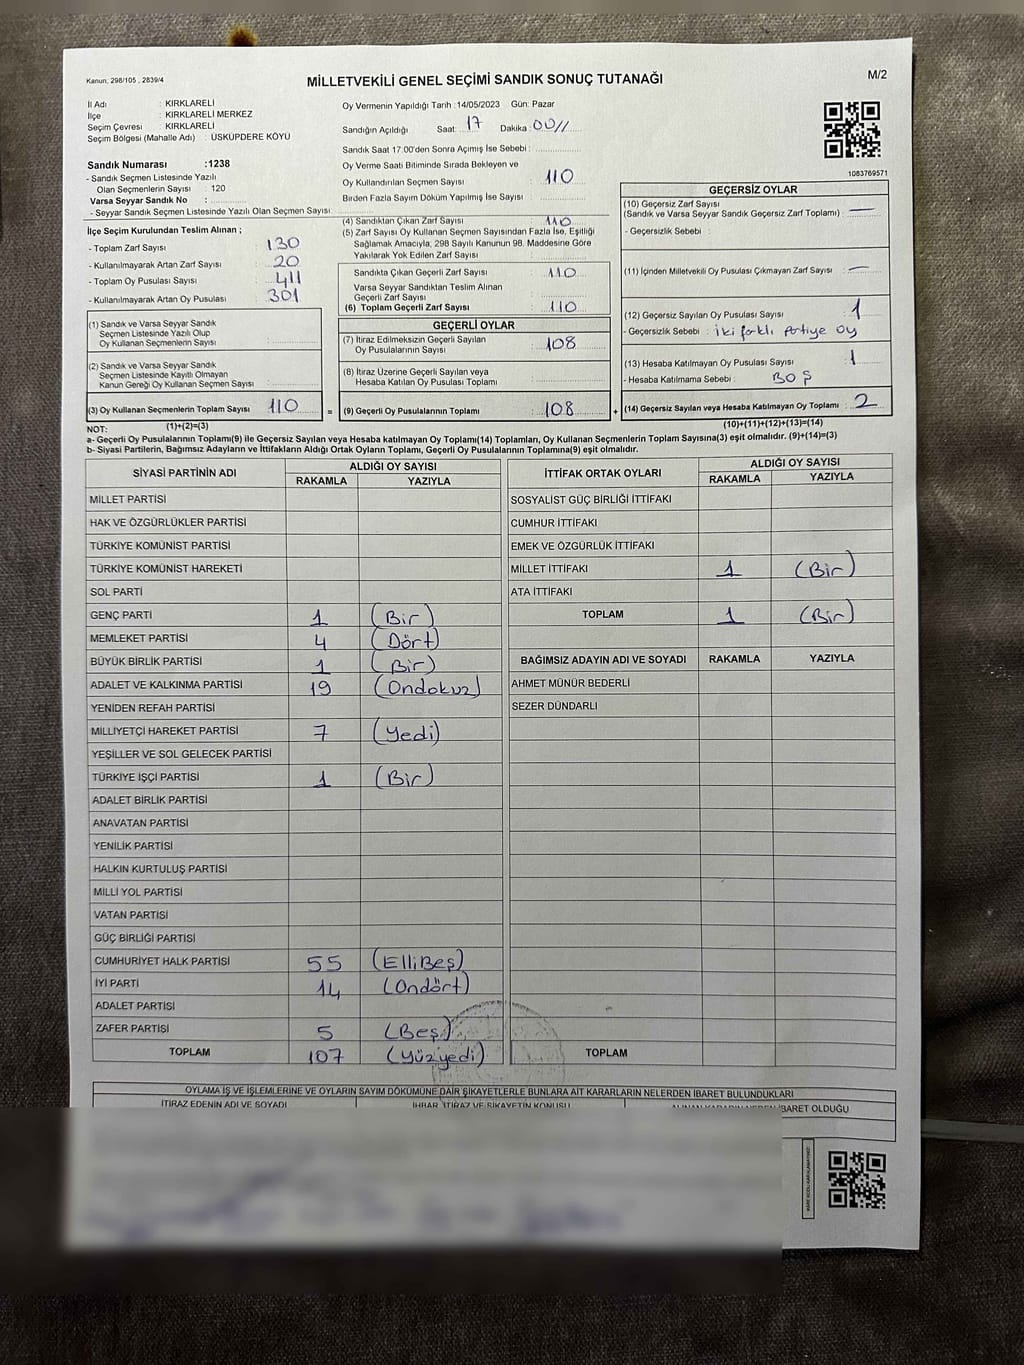 Kanun, 298/105 , 2839/4
MİLLETVEKİLİ GENEL SEÇİMİ SANDIK SONUÇ TUTANAĞI
M/2
İl Adı : KIRKLARELİ
İlçe : KIRKLARELİ MERKEZ
Seçim Çevresi : KIRKLARELİ
Seçim Bölgesi (Mahalle Adı) : ÜSKÜPDERE KÖYÜ
Sandık Numarası :1238
- Sandık Seçmen Listesinde Yazılı
Olan Seçmenlerin Sayısı : 120
Varsa Seyyar Sandık No :
- Seyyar Sandık Seçmen Listesinde Yazılı Olan Seçmen Sayısı
İlçe Seçim Kurulundan Teslim Alınan ;
- Toplam Zarf Sayısı : 130
- Kullanılmayarak Artan Zarf Sayısı : 20
- Toplam Oy Pusulası Sayısı : 411
- Kullanılmayarak Artan Oy Pusulası : 301
Oy Vermenin Yapıldığı Tarih :14/05/2023 Gün: Pazar
Sandığın Açıldığı Saat: 17 Dakika : 00//
Sandık Saat 17:00'den Sonra Açımış İse Sebebi :
Oy Verme Saati Bitiminde Sırada Bekleyen ve
Oy Kullandırılan Seçmen Sayısı : 110
Birden Fazla Sayım Döküm Yapılmış İse Sayısı :
(4) Sandıktan Çıkan Zarf Sayısı : 110
(5) Zarf Sayısı Oy Kullanan Seçmen Sayısından Fazla İse, Eşitliği
Sağlamak Amacıyla, 298 Sayılı Kanunun 98. Maddesine Göre
Yakılarak Yok Edilen Zarf Sayısı :
Sandıkta Çıkan Geçerli Zarf Sayısı : 110
Varsa Seyyar Sandıktan Teslim Alınan
Geçerli Zarf Sayısı :
(6) Toplam Geçerli Zarf Sayısı : 110
1083769571
GEÇERSİZ OYLAR
(10) Geçersiz Zarf Sayısı
(Sandık ve Varsa Seyyar Sandık Geçersiz Zarf Toplamı) : —
- Geçersizlik Sebebi :
(11) İçinden Milletvekili Oy Pusulası Çıkmayan Zarf Sayısı : —
(12) Geçersiz Sayılan Oy Pusulası Sayısı : 1
- Geçersizlik Sebebi : iki farklı partiye oy
(13) Hesaba Katılmayan Oy Pusulası Sayısı : 1
- Hesaba Katılmama Sebebi : BOŞ
(14) Geçersiz Sayılan veya Hesaba Katılmayan Oy Toplamı : 2
(10)+(11)+(12)+(13)=(14)
(1) Sandık ve Varsa Seyyar Sandık
Seçmen Listesinde Yazılı Olup
Oy Kullanan Seçmenlerin Sayısı :
(2) Sandık ve Varsa Seyyar Sandık
Seçmen Listesinde Kayıtlı Olmayan
Kanun Gereği Oy Kullanan Seçmen Sayısı :
(3) Oy Kullanan Seçmenlerin Toplam Sayısı : 110 =
(1)+(2)=(3)
GEÇERLİ OYLAR
(7) İtiraz Edilmeksizin Geçerli Sayılan
Oy Pusulalarının Sayısı : 108
(8) İtiraz Üzerine Geçerli Sayılan veya
Hesaba Katılan Oy Pusulası Toplamı :
(9) Geçerli Oy Pusulalarının Toplamı : 108 +
NOT:
a- Geçerli Oy Pusulalarının Toplamı(9) ile Geçersiz Sayılan veya Hesaba katılmayan Oy Toplamı(14) Toplamları, Oy Kullanan Seçmenlerin Toplam Sayısına(3) eşit olmalıdır. (9)+(14)=(3)
b- Siyasi Partilerin, Bağımsız Adayların ve İttifakların Aldığı Ortak Oyların Toplamı, Geçerli Oy Pusulalarının Toplamına(9) eşit olmalıdır.
SİYASİ PARTİNİN ADI ALDIĞI OY SAYISI
RAKAMLA YAZIYLA
MİLLET PARTİSİ
HAK VE ÖZGÜRLÜKLER PARTİSİ
TÜRKİYE KOMÜNİST PARTİSİ
TÜRKİYE KOMÜNİST HAREKETİ
SOL PARTİ
GENÇ PARTİ 1 (Bir)
MEMLEKET PARTİSİ 4 (Dört)
BÜYÜK BİRLİK PARTİSİ 1 (Bir)
ADALET VE KALKINMA PARTİSİ 19 (Ondokuz)
YENİDEN REFAH PARTİSİ
MİLLİYETÇİ HAREKET PARTİSİ 7 (Yedi)
YEŞİLLER VE SOL GELECEK PARTİSİ
TÜRKİYE İŞÇİ PARTİSİ 1 (Bir)
ADALET BİRLİK PARTİSİ
ANAVATAN PARTİSİ
YENİLİK PARTİSİ
HALKIN KURTULUŞ PARTİSİ
MİLLİ YOL PARTİSİ
VATAN PARTİSİ
GÜÇ BİRLİĞİ PARTİSİ
CUMHURİYET HALK PARTİSİ 55 (ElliBeş)
İYİ PARTİ 14 (Ondört)
ADALET PARTİSİ
ZAFER PARTİSİ 5 (Beş)
TOPLAM 107 (Yüzyedi)
İTTİFAK ORTAK OYLARI ALDIĞI OY SAYISI
RAKAMLA YAZIYLA
SOSYALİST GÜÇ BİRLİĞİ İTTİFAKI
CUMHUR İTTİFAKI
EMEK VE ÖZGÜRLÜK İTTİFAKI
MİLLET İTTİFAKI 1 (Bir)
ATA İTTİFAKI
TOPLAM 1 (Bir)
BAĞIMSIZ ADAYIN ADI VE SOYADI RAKAMLA YAZIYLA
AHMET MÜNÜR BEDERLİ
SEZER DÜNDARLI
TOPLAM
OYLAMA İŞ VE İŞLEMLERİNE VE OYLARIN SAYIM DÖKÜMÜNE DAİR ŞİKAYETLERLE BUNLARA AİT KARARLARIN NELERDEN İBARET BULUNDUKLARI
İTİRAZ EDENİN ADI VE SOYADI İHBAR, İTİRAZ VE ŞİKAYETİN KONUSU İBARET OLDUĞU